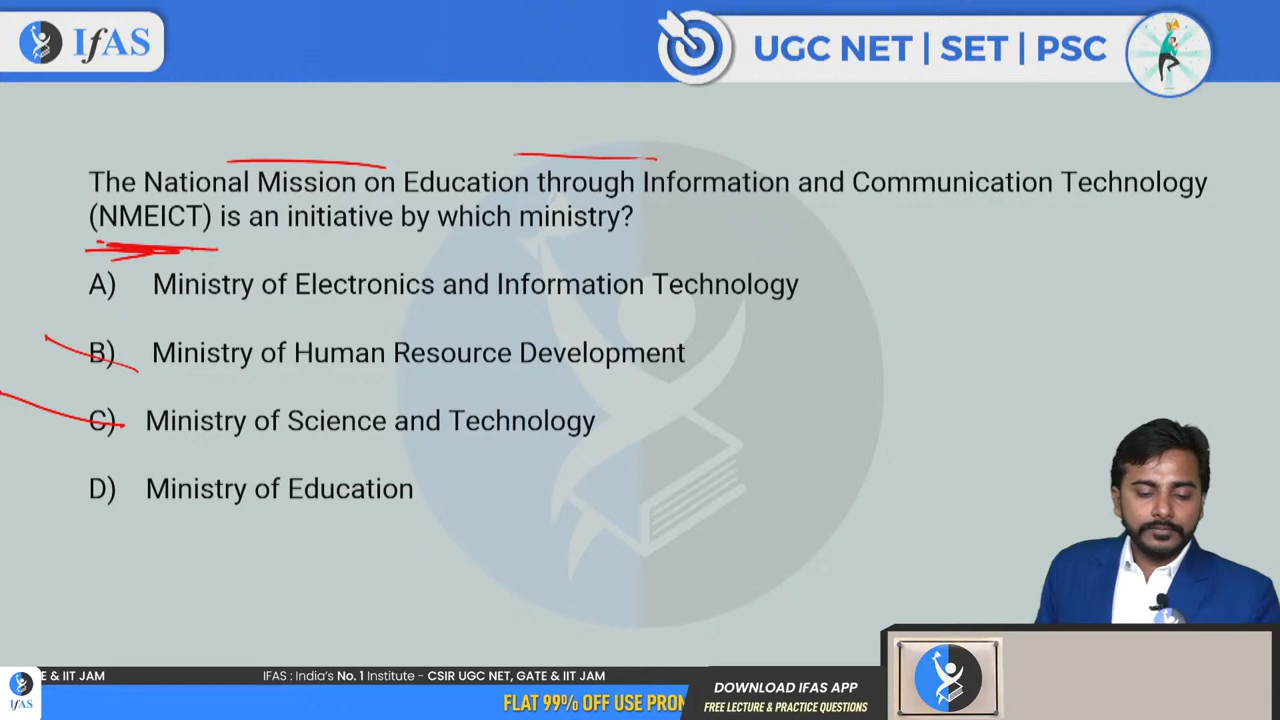 IfAS
UGC NET | SET | PSC
The National Mission on Education through Information and Communication Technology
(NMEICT) is an initiative by which ministry?
A) Ministry of Electronics and Information Technology
B) Ministry of Human Resource Development
C) Ministry of Science and Technology
D) Ministry of Education
E & IIT JAM
IFAS : India's No. 1 Institute - CSIR UGC NET, GATE & IIT JAM
DOWNLOAD IFAS APP
FREE LECTURE & PRACTICE QUESTIONS
IfAS
FLAT 99% OFF USE PRON